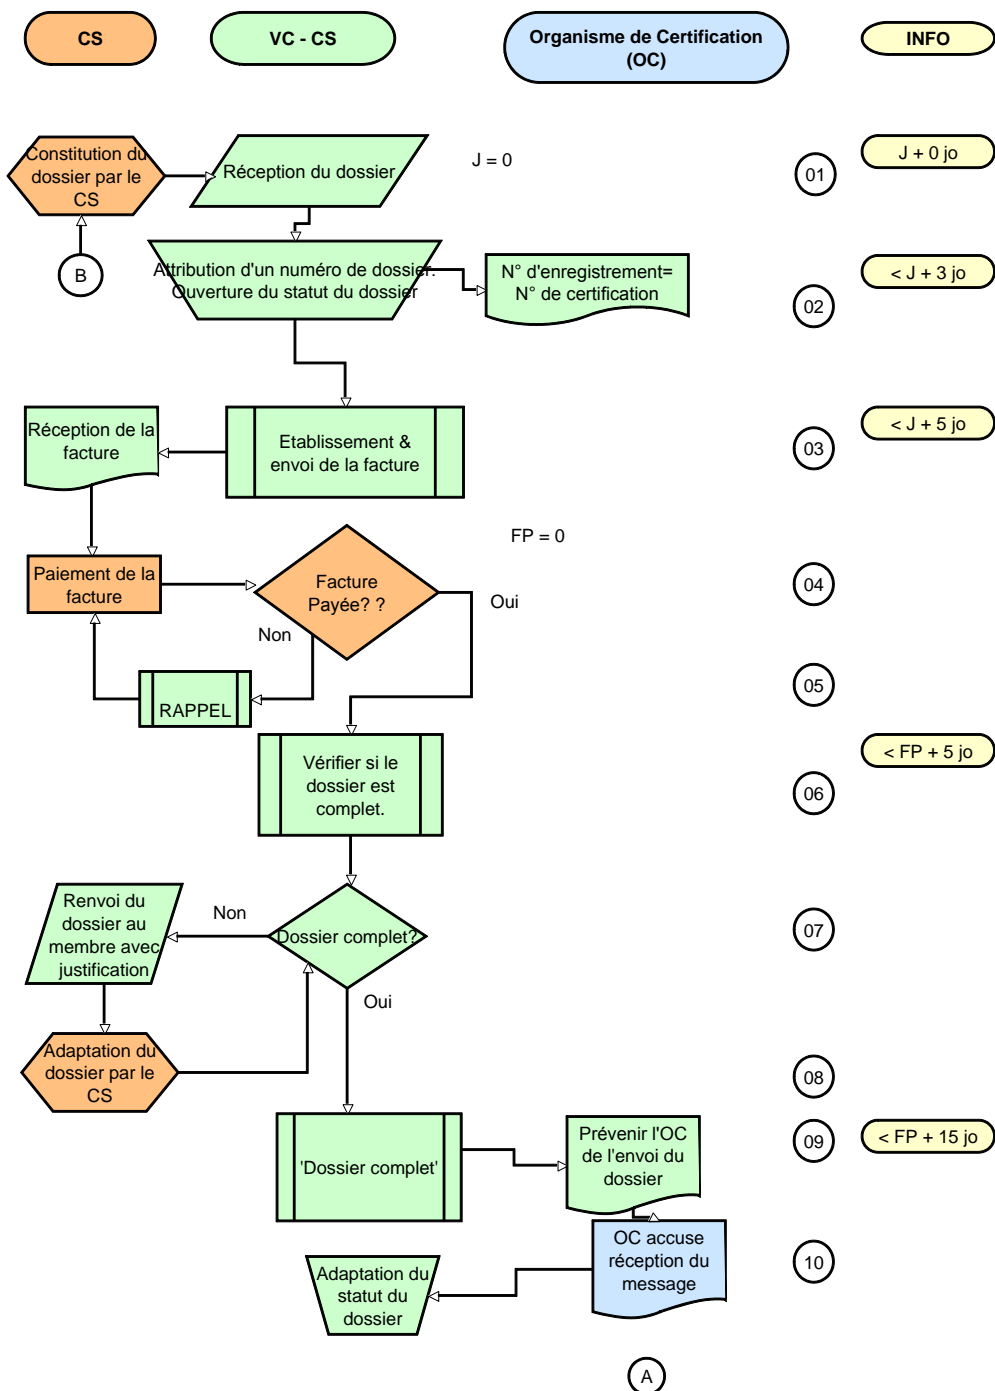 CS
VC - CS
Organisme de Certification
(OC)
INFO
Constitution du
dossier par le
CS
Réception du dossier
J = 0
01
J + 0 jo
B
Attribution d'un numéro de dossier.
Ouverture du statut du dossier
N° d'enregistrement=
N° de certification
02
< J + 3 jo
Réception de la
facture
Etablissement &
envoi de la facture
03
< J + 5 jo
FP = 0
Paiement de la
facture
Facture
Payée? ?
Oui
Non
04
RAPPEL
05
Vérifier si le
dossier est
complet.
06
< FP + 5 jo
Renvoi du
dossier au
membre avec
justification
Non
Dossier complet?
Oui
07
Adaptation du
dossier par le
CS
08
'Dossier complet'
Prévenir l'OC
de l'envoi du
dossier
09
< FP + 15 jo
OC accuse
réception du
message
Adaptation du
statut du
dossier
10
A